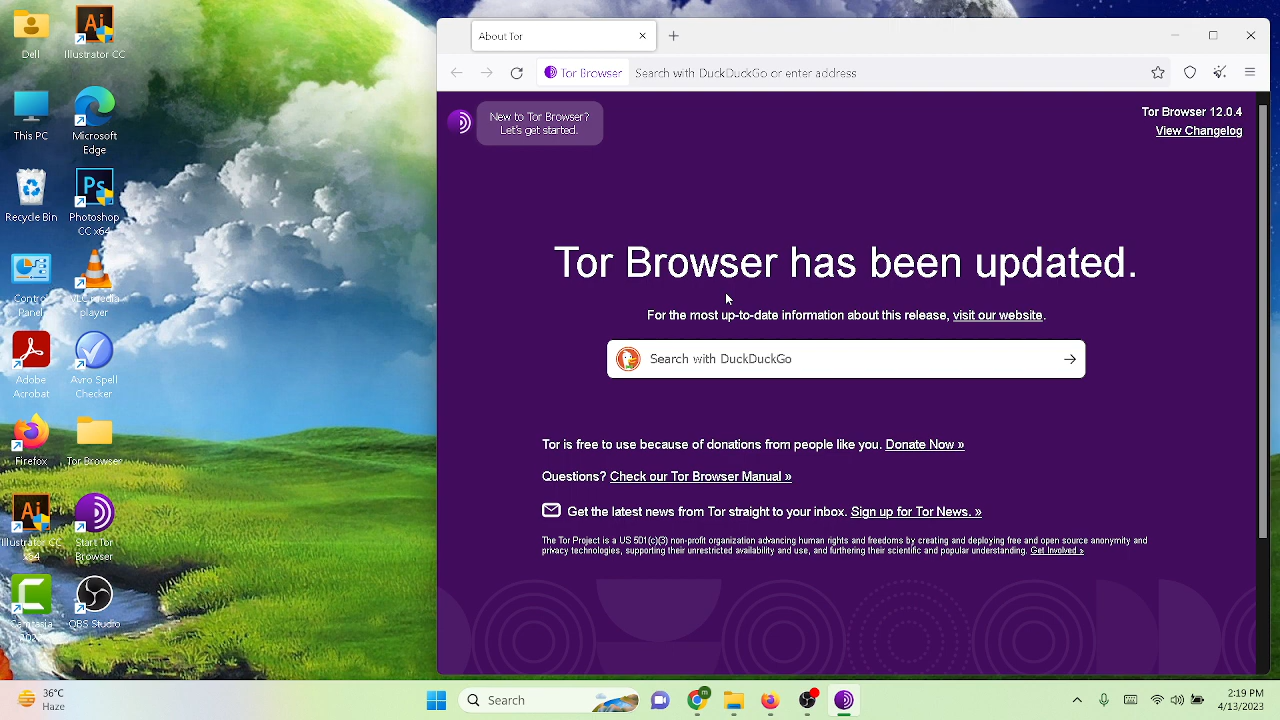 Dell
Illustrator CC
This PC
Microsoft
Edge
Recycle Bin
Photoshop
CC x64
Control
Panel
VLC media
player
Adobe
Acrobat
Avro Spell
Checker
Firefox
Tor Browser
Illustrator CC
x64
Start Tor
Browser
Camtasia
OBS Studio
About Tor
Tor Browser
Search with DuckDuckGo or enter address
New to Tor Browser?
Let's get started.
Tor Browser 12.0.4
View Changelog
Tor Browser has been updated.
For the most up-to-date information about this release, visit our website.
Search with DuckDuckGo
Tor is free to use because of donations from people like you. Donate Now »
Questions? Check our Tor Browser Manual »
Get the latest news from Tor straight to your inbox. Sign up for Tor News. »
The Tor Project is a US 501(c)(3) non-profit organization advancing human rights and freedoms by creating and deploying free and open source anonymity and
privacy technologies, supporting their unrestricted availability and use, and furthering their scientific and popular understanding. Get Involved »
36°C
Haze
Search
2:19 PM
4/13/2023